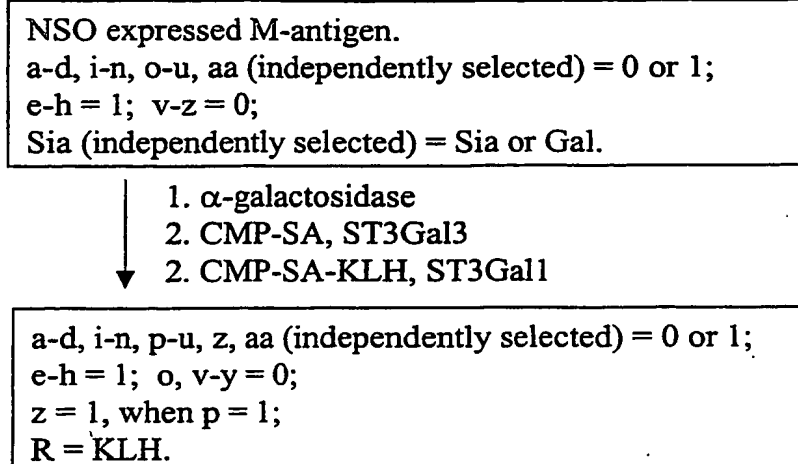 NSO expressed M-antigen.
a-d, i-n, o-u, aa (independently selected) = 0 or 1;
e-h = 1; v-z = 0;
Sia (independently selected) = Sia or Gal.
1. α-galactosidase
2. CMP-SA, ST3Gal3
2. CMP-SA-KLH, ST3Gal1
a-d, i-n, p-u, z, aa (independently selected) = 0 or 1;
e-h = 1; o, v-y = 0;
z = 1, when p = 1;
R = KLH.